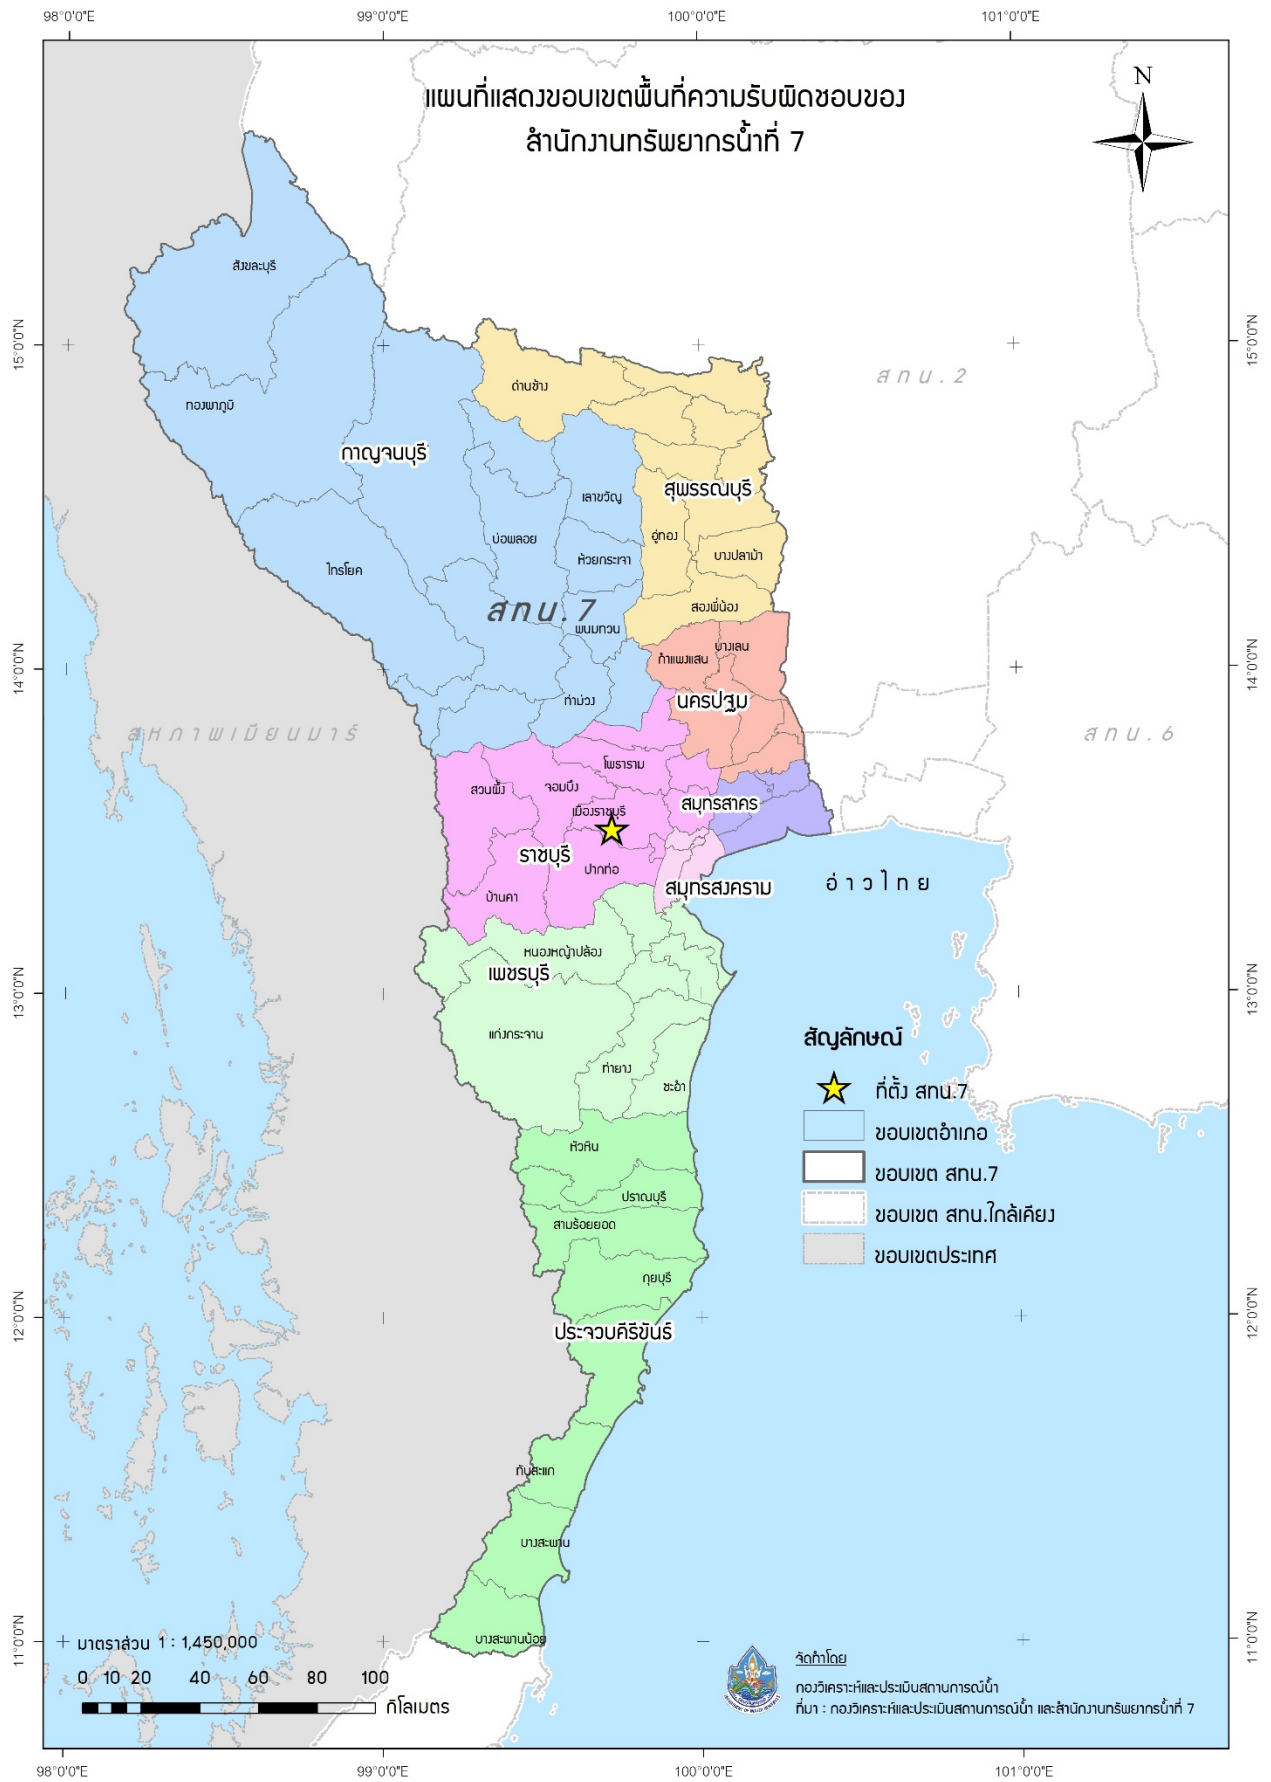 98°0'0"E 99°0'0"E 100°0'0"E 101°0'0"E
แผนที่แสดงขอบเขตพื้นที่ความรับผิดชอบของ
สำนักงานทรัพยากรน้ำที่ 7
N
สังขละบุรี
15°0'0"N 15°0'0"N
สทน.2
ด่านช้าง
ทองผาภูมิ
กาญจนบุรี
สุพรรณบุรี
เลาขวัญ
อู่ทอง
บ่อพลอย
บางปลาม้า
ห้วยกระเจา
ไทรโยค
สทน.7
สองพี่น้อง
พนมทวน
บางเลน
กำแพงแสน
14°0'0"N 14°0'0"N
ท่าม่วง
นครปฐม
สหภาพเมียนมาร์
สทน.6
โพธาราม
สวนผึ้ง
จอมบึง
สมุทรสาคร
เมืองราชบุรี
ราชบุรี
ปากท่อ
สมุทรสงคราม
อ่าวไทย
บ้านคา
หนองหญ้าปล้อง
เพชรบุรี
13°0'0"N 13°0'0"N
แก่งกระจาน
ท่ายาง
ชะอำ
สัญลักษณ์
ที่ตั้ง สทน.7
ขอบเขตอำเภอ
ขอบเขต สทน.7
ขอบเขต สทน.ใกล้เคียง
ขอบเขตประเทศ
หัวหิน
ปราณบุรี
สามร้อยยอด
กุยบุรี
12°0'0"N 12°0'0"N
ประจวบคีรีขันธ์
ทับสะแก
บางสะพาน
บางสะพานน้อย
11°0'0"N 11°0'0"N
มาตราส่วน 1 : 1,450,000
0 10 20 40 60 80 100
กิโลเมตร
จัดทำโดย
กองวิเคราะห์และประเมินสถานการณ์น้ำ
ที่มา : กองวิเคราะห์และประเมินสถานการณ์น้ำ และสำนักงานทรัพยากรน้ำที่ 7
98°0'0"E 99°0'0"E 100°0'0"E 101°0'0"E